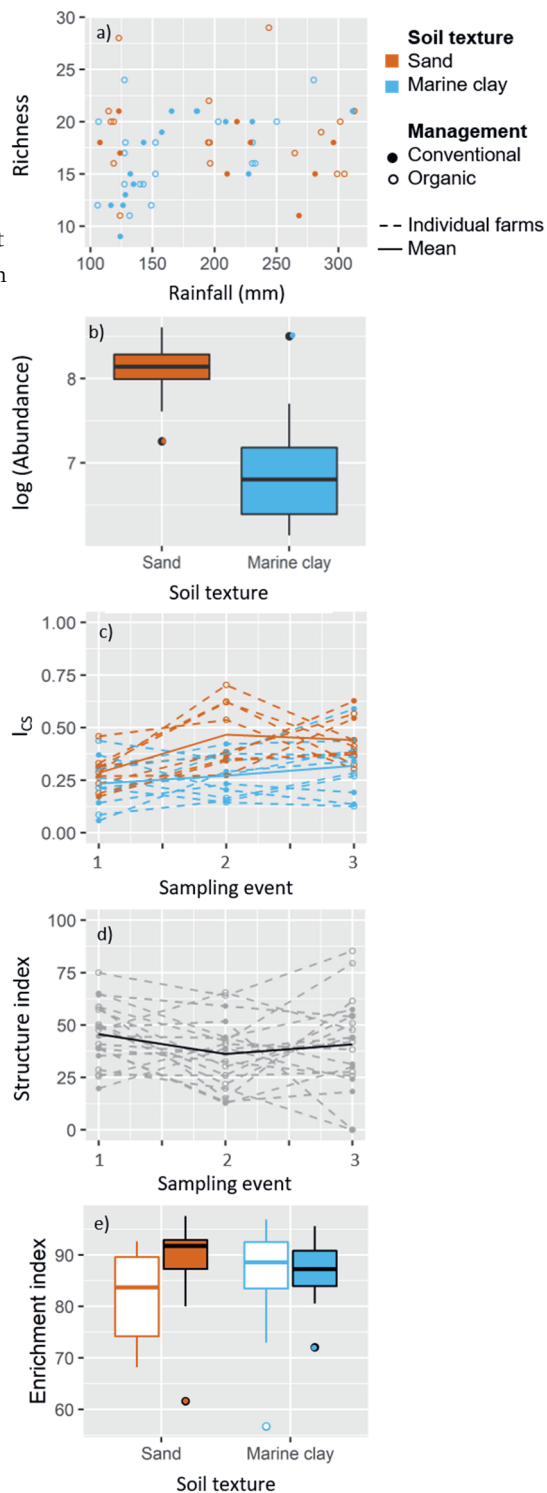 a)
30
25
20
15
10
Richness
100 150 200 250 300
Rainfall (mm)
Soil texture
Sand
Marine clay
Management
Conventional
Organic
Individual farms
Mean
t
n
b)
8
7
log (Abundance)
Sand Marine clay
Soil texture
c)
1.00
0.75
0.50
0.25
0.00
ICS
1 2 3
Sampling event
d)
100
75
50
25
0
Structure index
1 2 3
Sampling event
e)
90
80
70
60
Enrichment index
Sand Marine clay
Soil texture